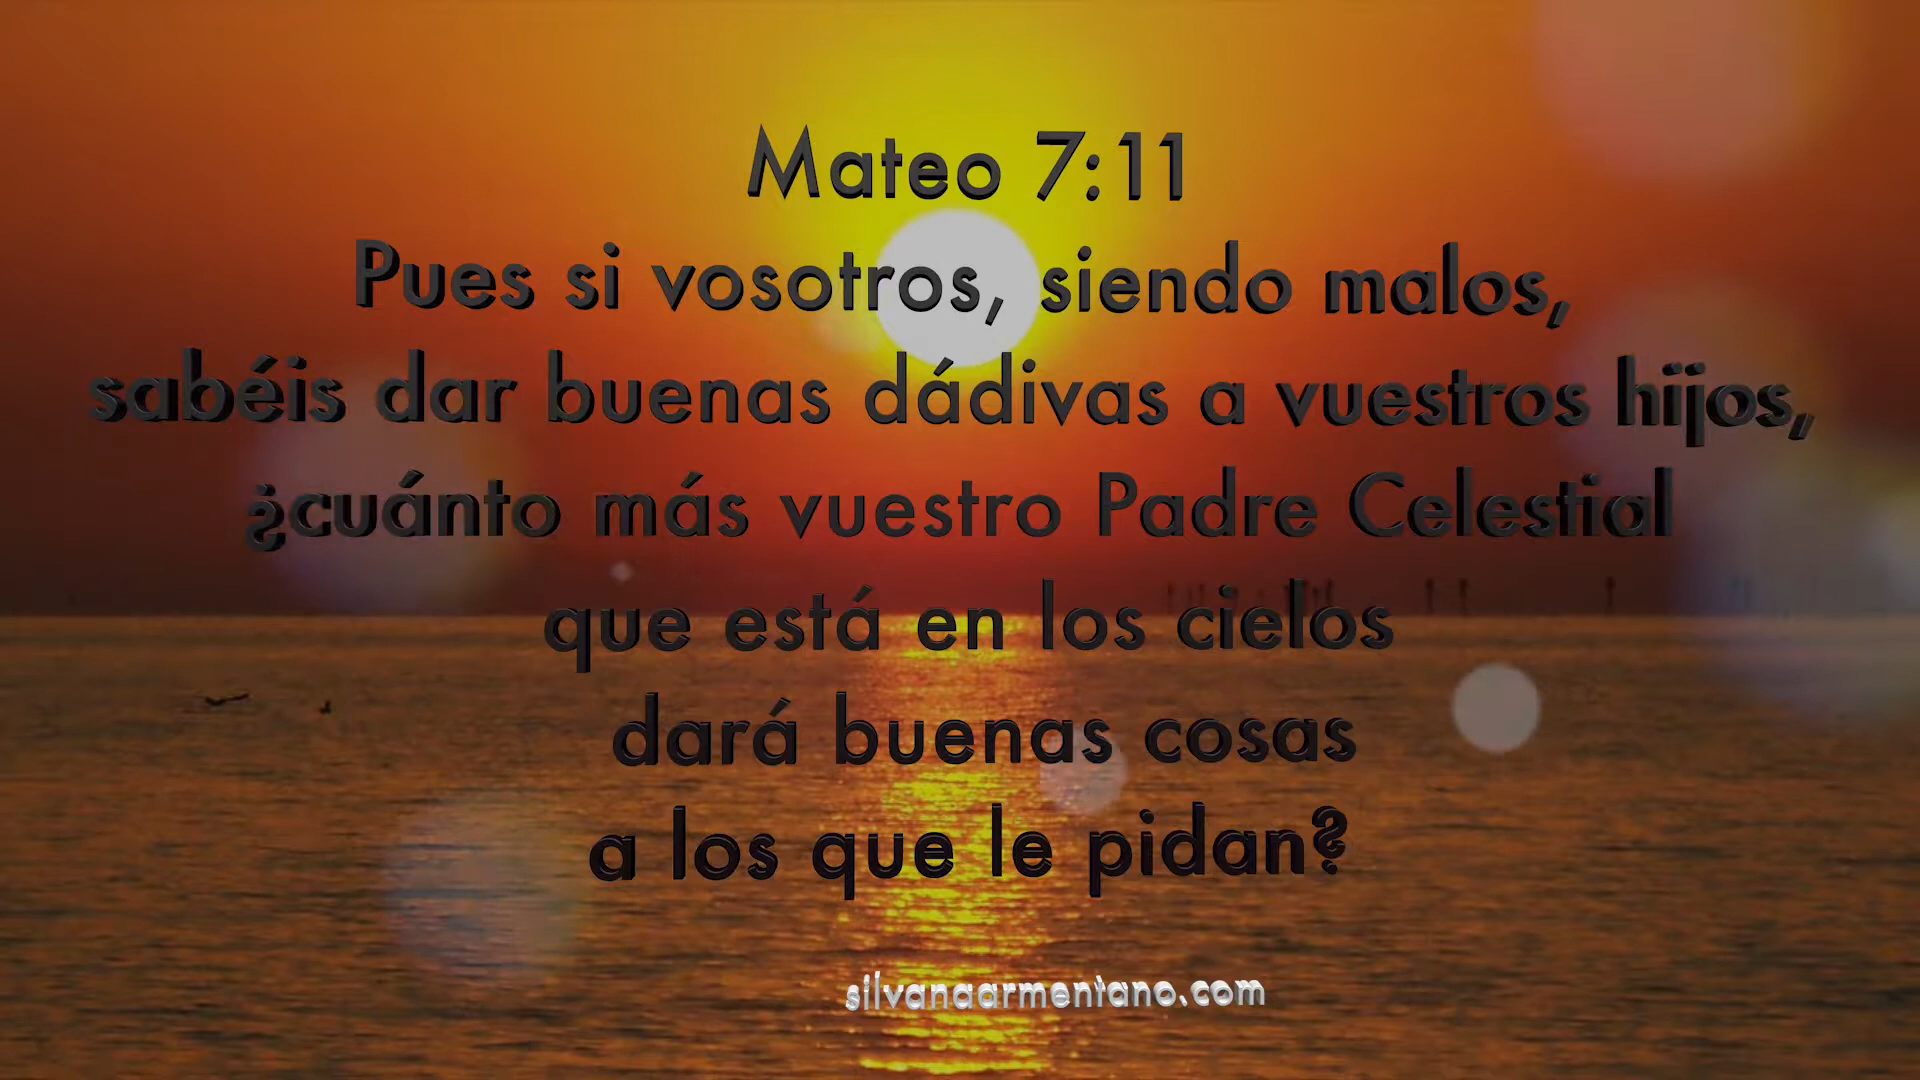 Mateo 7:11
Pues si vosotros, siendo malos,
sabéis dar buenas dádivas a vuestros hijos,
¿cuánto más vuestro Padre Celestial
que está en los cielos
dará buenas cosas
a los que le pidan?
silvanaarmentano.com